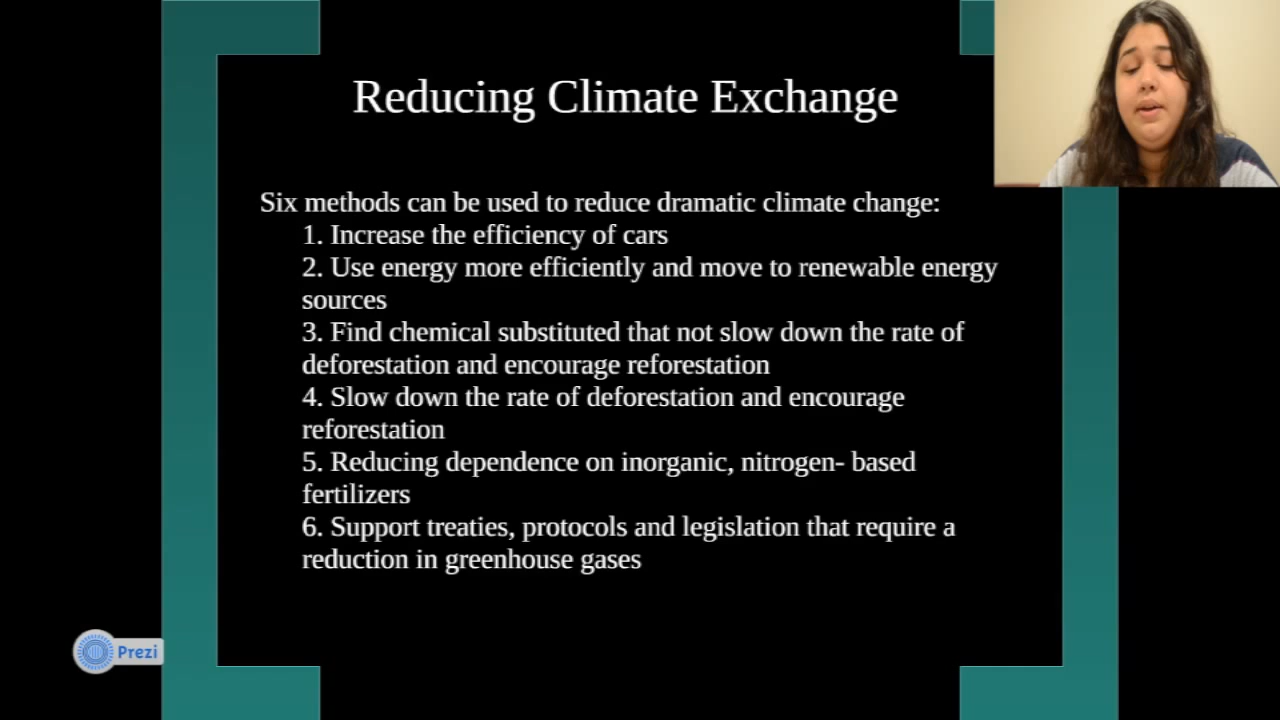 Reducing Climate Exchange
Six methods can be used to reduce dramatic climate change:
1. Increase the efficiency of cars
2. Use energy more efficiently and move to renewable energy
sources
3. Find chemical substituted that not slow down the rate of
deforestation and encourage reforestation
4. Slow down the rate of deforestation and encourage
reforestation
5. Reducing dependence on inorganic, nitrogen- based
fertilizers
6. Support treaties, protocols and legislation that require a
reduction in greenhouse gases
Prezi